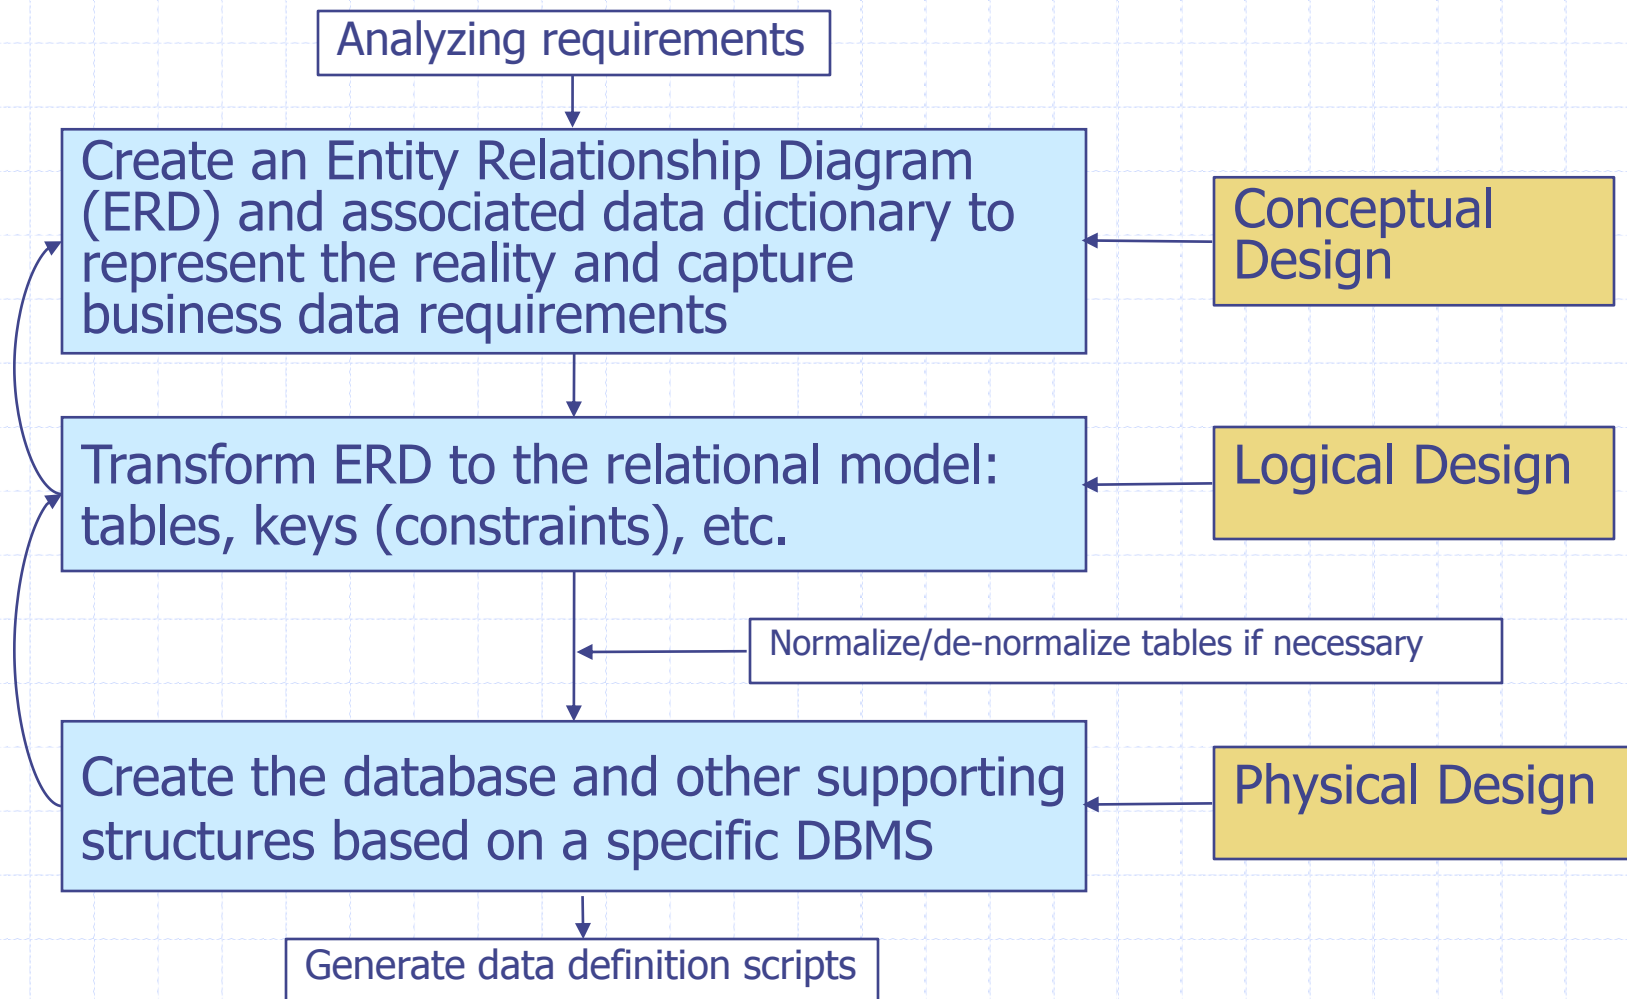 Analyzing requirements
Create an Entity Relationship Diagram
(ERD) and associated data dictionary to
represent the reality and capture
business data requirements
Conceptual
Design
Transform ERD to the relational model:
tables, keys (constraints), etc.
Logical Design
Normalize/de-normalize tables if necessary
Create the database and other supporting
structures based on a specific DBMS
Physical Design
Generate data definition scripts